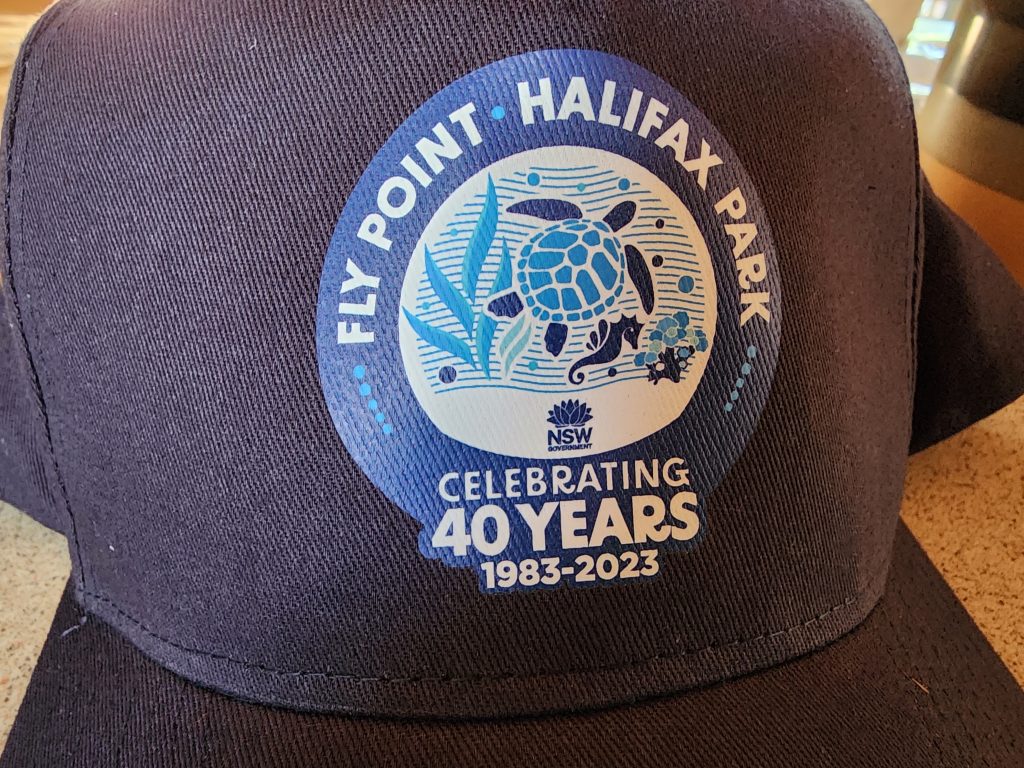 FLY POINT • HALIFAX PARK
NSW
GOVERNMENT
CELEBRATING
40 YEARS
1983-2023